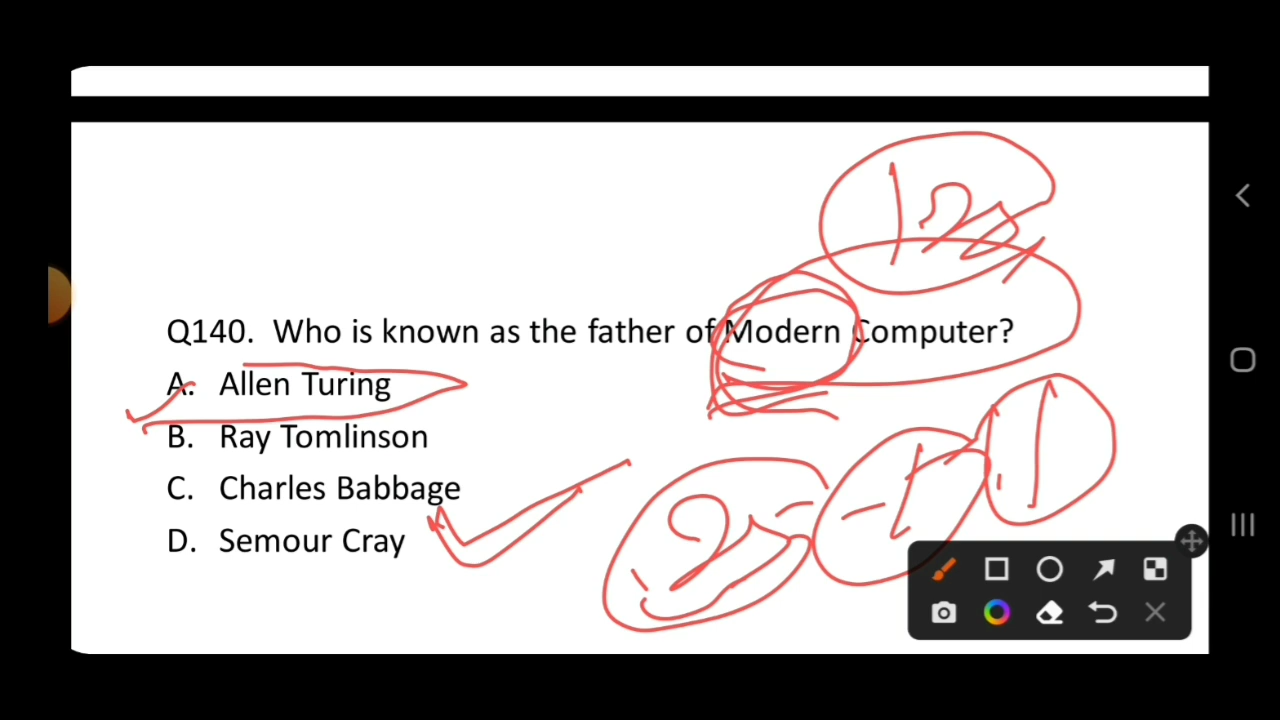 Q140. Who is known as the father of Modern Computer?
A. Allen Turing
B. Ray Tomlinson
C. Charles Babbage
D. Semour Cray